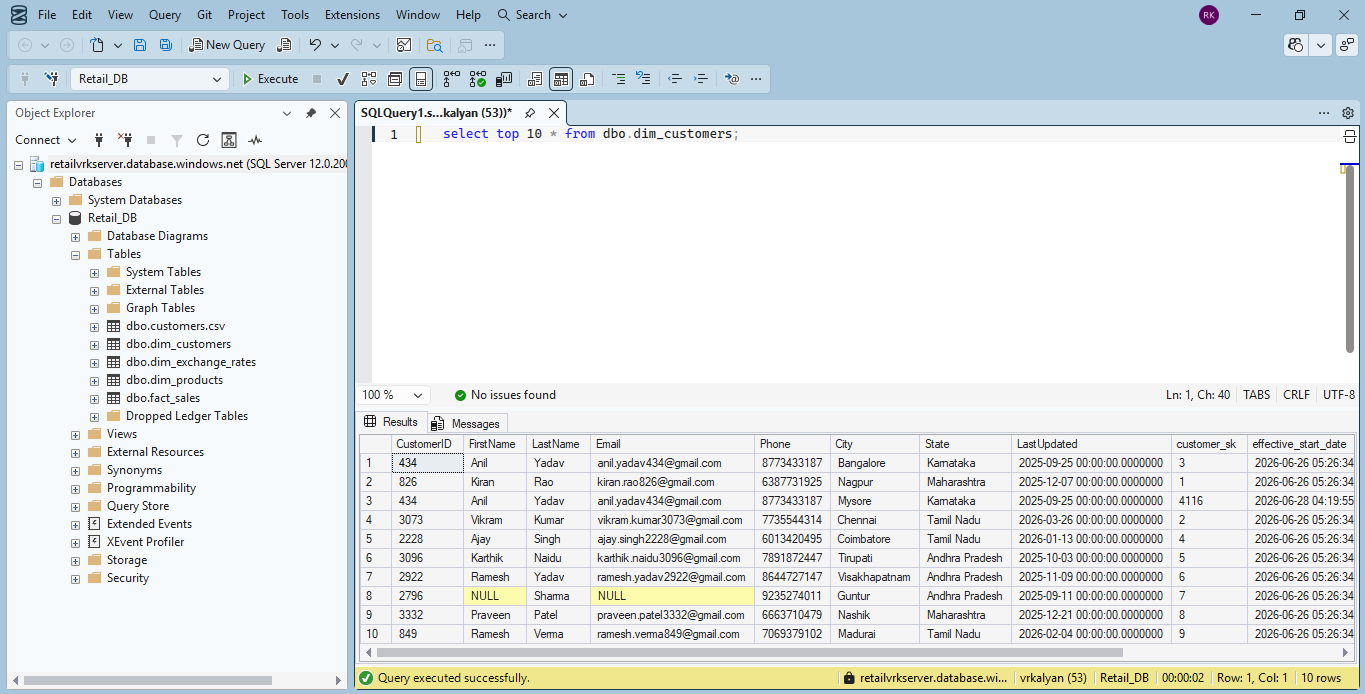 File Edit View Query Git Project Tools Extensions Window Help Search RK
New Query
Retail_DB Execute
Object Explorer
Connect
retailvrkserver.database.windows.net (SQL Server 12.0.200
Databases
System Databases
Retail_DB
Database Diagrams
Tables
System Tables
External Tables
Graph Tables
dbo.customers.csv
dbo.dim_customers
dbo.dim_exchange_rates
dbo.dim_products
dbo.fact_sales
Dropped Ledger Tables
Views
External Resources
Synonyms
Programmability
Query Store
Extended Events
XEvent Profiler
Storage
Security
SQLQuery1.s...kalyan (53))*
1 select top 10 * from dbo.dim_customers;
100 % No issues found Ln: 1, Ch: 40 TABS CRLF UTF-8
Results Messages
CustomerID FirstName LastName Email Phone City State LastUpdated customer_sk effective_start_date
1 434 Anil Yadav anil.yadav434@gmail.com 8773433187 Bangalore Karnataka 2025-09-25 00:00:00.0000000 3 2026-06-26 05:26:34
2 826 Kiran Rao kiran.rao826@gmail.com 6387731925 Nagpur Maharashtra 2025-12-07 00:00:00.0000000 1 2026-06-26 05:26:34
3 434 Anil Yadav anil.yadav434@gmail.com 8773433187 Mysore Karnataka 2025-09-25 00:00:00.0000000 4116 2026-06-28 04:19:55
4 3073 Vikram Kumar vikram.kumar3073@gmail.com 7735544314 Chennai Tamil Nadu 2026-03-26 00:00:00.0000000 2 2026-06-26 05:26:34
5 2228 Ajay Singh ajay.singh2228@gmail.com 6013420495 Coimbatore Tamil Nadu 2026-01-13 00:00:00.0000000 4 2026-06-26 05:26:34
6 3096 Karthik Naidu karthik.naidu3096@gmail.com 7891872447 Tirupati Andhra Pradesh 2025-10-03 00:00:00.0000000 5 2026-06-26 05:26:34
7 2922 Ramesh Yadav ramesh.yadav2922@gmail.com 8644727147 Visakhapatnam Andhra Pradesh 2025-11-09 00:00:00.0000000 6 2026-06-26 05:26:34
8 2796 NULL Sharma NULL 9235274011 Guntur Andhra Pradesh 2025-09-11 00:00:00.0000000 7 2026-06-26 05:26:34
9 3332 Praveen Patel praveen.patel3332@gmail.com 6663710479 Nashik Maharashtra 2025-12-21 00:00:00.0000000 8 2026-06-26 05:26:34
10 849 Ramesh Verma ramesh.verma849@gmail.com 7069379102 Madurai Tamil Nadu 2026-02-04 00:00:00.0000000 9 2026-06-26 05:26:34
Query executed successfully. retailvrkserver.database.wi... vrkalyan (53) Retail_DB 00:00:02 Row: 1, Col: 1 10 rows